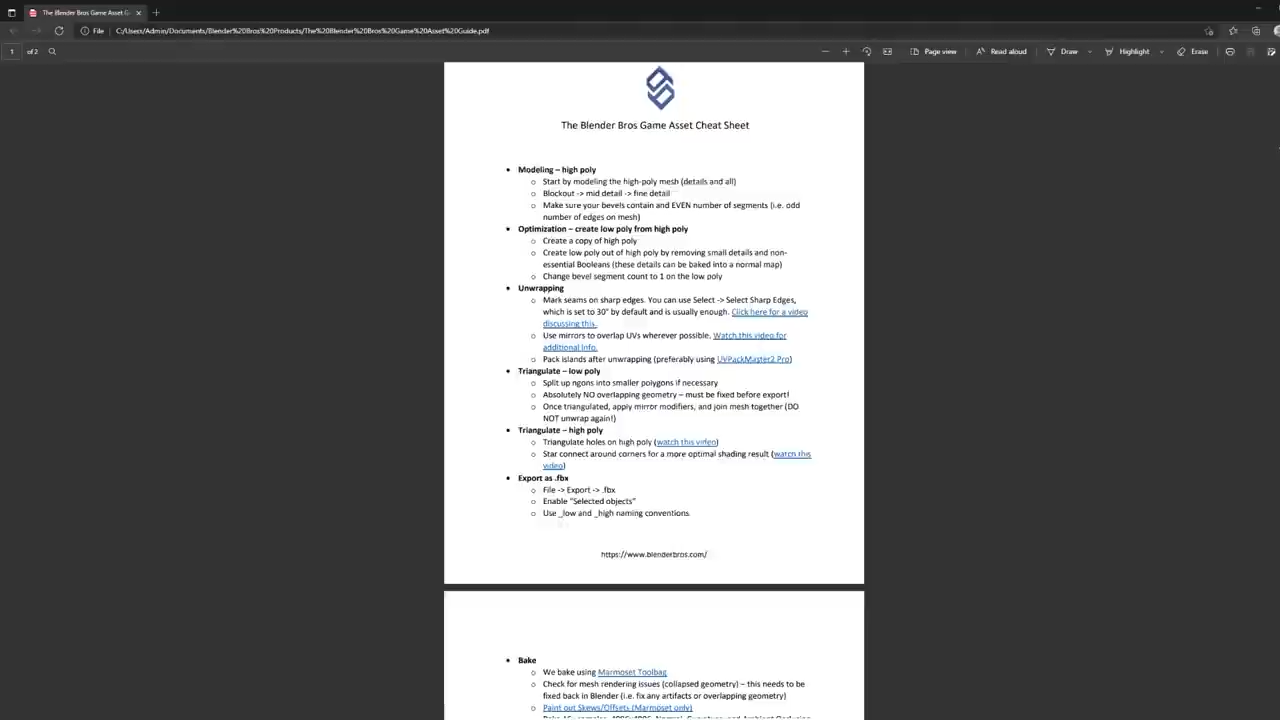 The Blender Bros Game Asset G
File
C:/Users/Admin/Documents/Blender%20Bros%20Products/The%20Blender%20Bros%20Game%20Asset%20Guide.pdf
1 of 2
Page view
Read aloud
Draw
Highlight
Erase
The Blender Bros Game Asset Cheat Sheet
• Modeling – high poly
o Start by modeling the high-poly mesh (details and all)
o Blockout -> mid detail -> fine detail
o Make sure your bevels contain and EVEN number of segments (i.e. odd
number of edges on mesh)
• Optimization – create low poly from high poly
o Create a copy of high poly
o Create low poly out of high poly by removing small details and non-
essential Booleans (these details can be baked into a normal map)
o Change bevel segment count to 1 on the low poly
• Unwrapping
o Mark seams on sharp edges. You can use Select -> Select Sharp Edges,
which is set to 30° by default and is usually enough. Click here for a video
discussing this.
o Use mirrors to overlap UVs wherever possible. Watch this video for
additional info.
o Pack islands after unwrapping (preferably using UVPackMaster2 Pro)
• Triangulate – low poly
o Split up ngons into smaller polygons if necessary
o Absolutely NO overlapping geometry – must be fixed before export!
o Once triangulated, apply mirror modifiers, and join mesh together (DO
NOT unwrap again!)
• Triangulate – high poly
o Triangulate holes on high poly (watch this video)
o Star connect around corners for a more optimal shading result (watch this
video)
• Export as .fbx
o File -> Export -> .fbx
o Enable "Selected objects"
o Use _low and _high naming conventions.
https://www.blenderbros.com/
• Bake
o We bake using Marmoset Toolbag
o Check for mesh rendering issues (collapsed geometry) – this needs to be
fixed back in Blender (i.e. fix any artifacts or overlapping geometry)
o Paint out Skews/Offsets (Marmoset only)